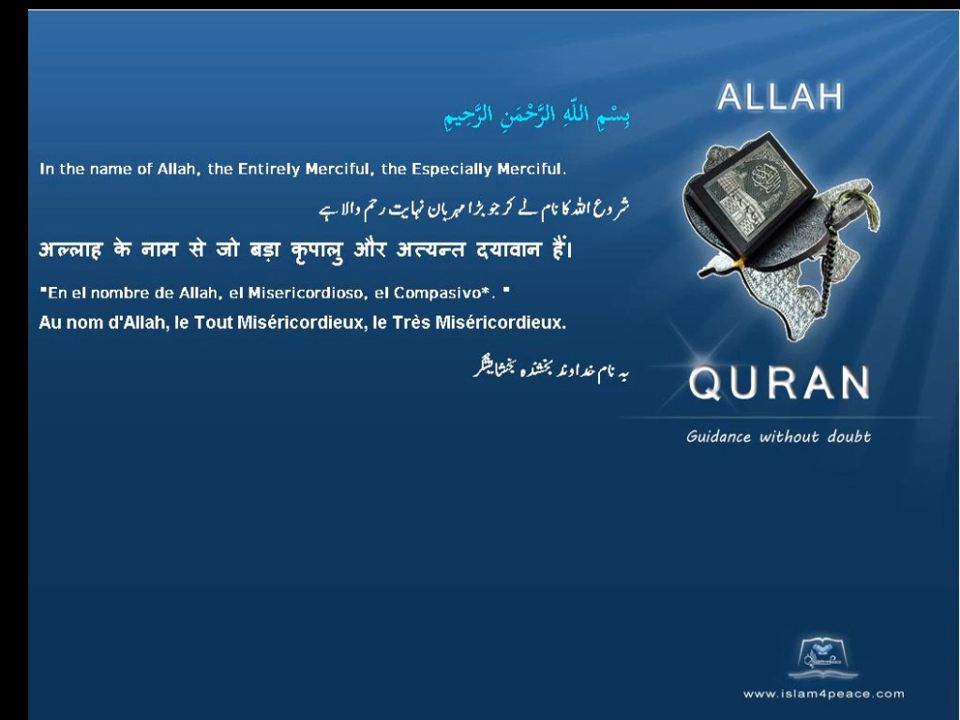 بِسْمِ اللَّهِ الرَّحْمَنِ الرَّحِيمِ
In the name of Allah, the Entirely Merciful, the Especially Merciful.
شروع الله کا نام لے کر جو بڑا مہربان نہایت رحم والا ہے
अल्लाह के नाम से जो बड़ा कृपालु और अत्यन्त दयावान हैं।
"En el nombre de Allah, el Misericordioso, el Compasivo*. "
Au nom d'Allah, le Tout Miséricordieux, le Très Miséricordieux.
به نام خداوند بخشنده بخشایشگر
ALLAH
QURAN
Guidance without doubt
www.islam4peace.com